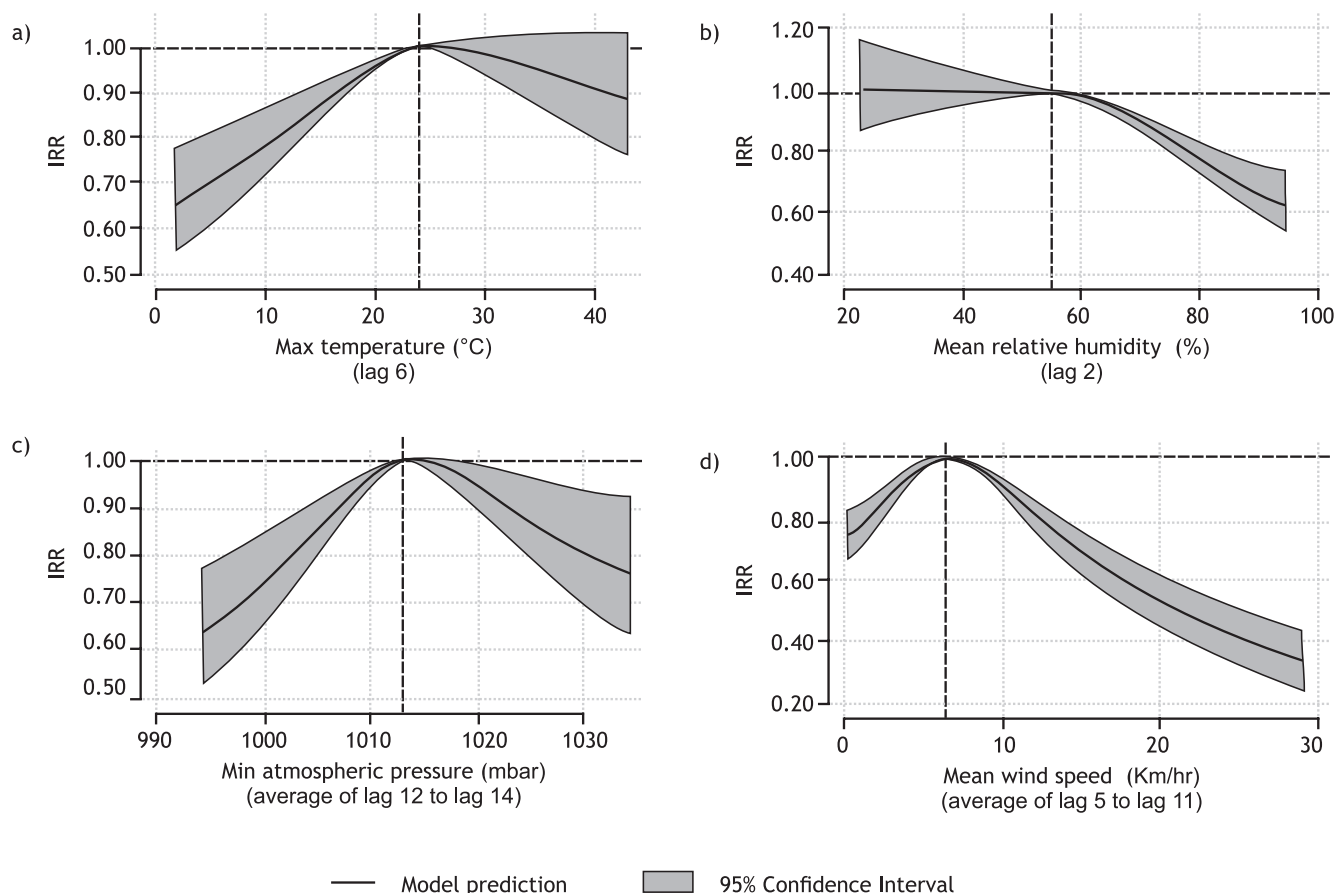 a)
1.00
0.90
0.80
0.70
0.60
0.50
IRR
0 10 20 30 40
Max temperature (°C)
(lag 6)
b)
1.20
1.00
0.80
0.60
0.40
IRR
20 40 60 80 100
Mean relative humidity (%)
(lag 2)
c)
1.00
0.90
0.80
0.70
0.60
0.50
IRR
990 1000 1010 1020 1030
Min atmospheric pressure (mbar)
(average of lag 12 to lag 14)
d)
1.00
0.80
0.60
0.40
0.20
IRR
0 10 20 30
Mean wind speed (Km/hr)
(average of lag 5 to lag 11)
Model prediction 95% Confidence Interval